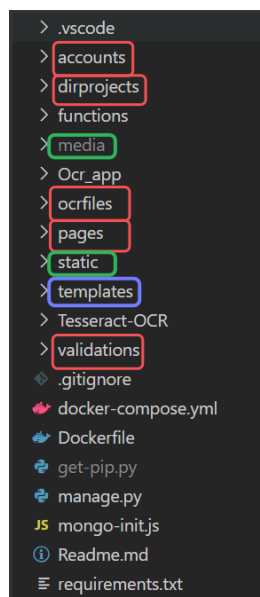 .vscode
accounts
dirprojects
functions
media
Ocr_app
ocrfiles
pages
static
templates
Tesseract-OCR
validations
.gitignore
docker-compose.yml
Dockerfile
get-pip.py
manage.py
JS mongo-init.js
Readme.md
requirements.txt